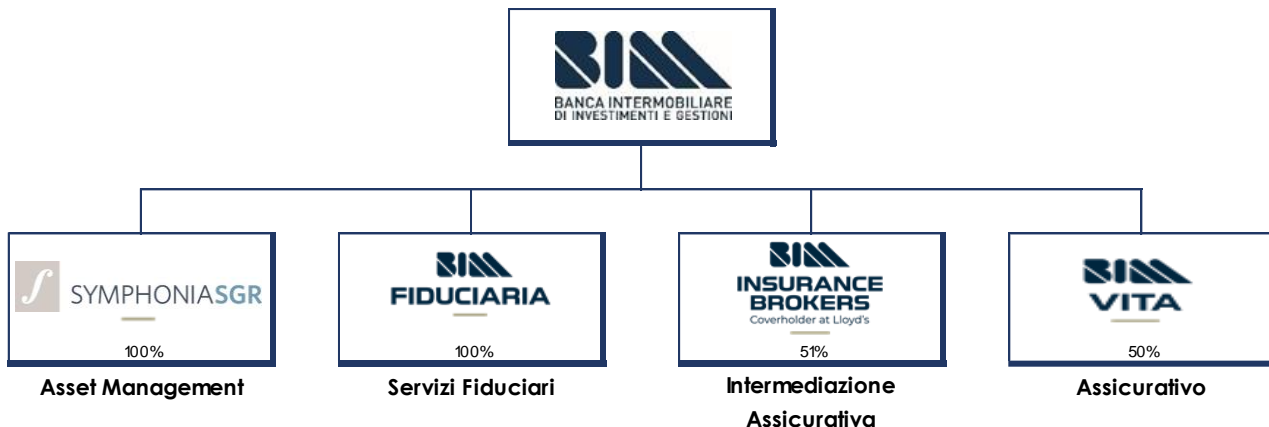 BIM
BANCA INTERMOBILIARE
DI INVESTIMENTI E GESTIONI
SYMPHONIASGR
100%
Asset Management
BIM
FIDUCIARIA
100%
Servizi Fiduciari
BIM
INSURANCE
BROKERS
Coverholder at Lloyd's
51%
Intermediazione
Assicurativa
BIM
VITA
50%
Assicurativo